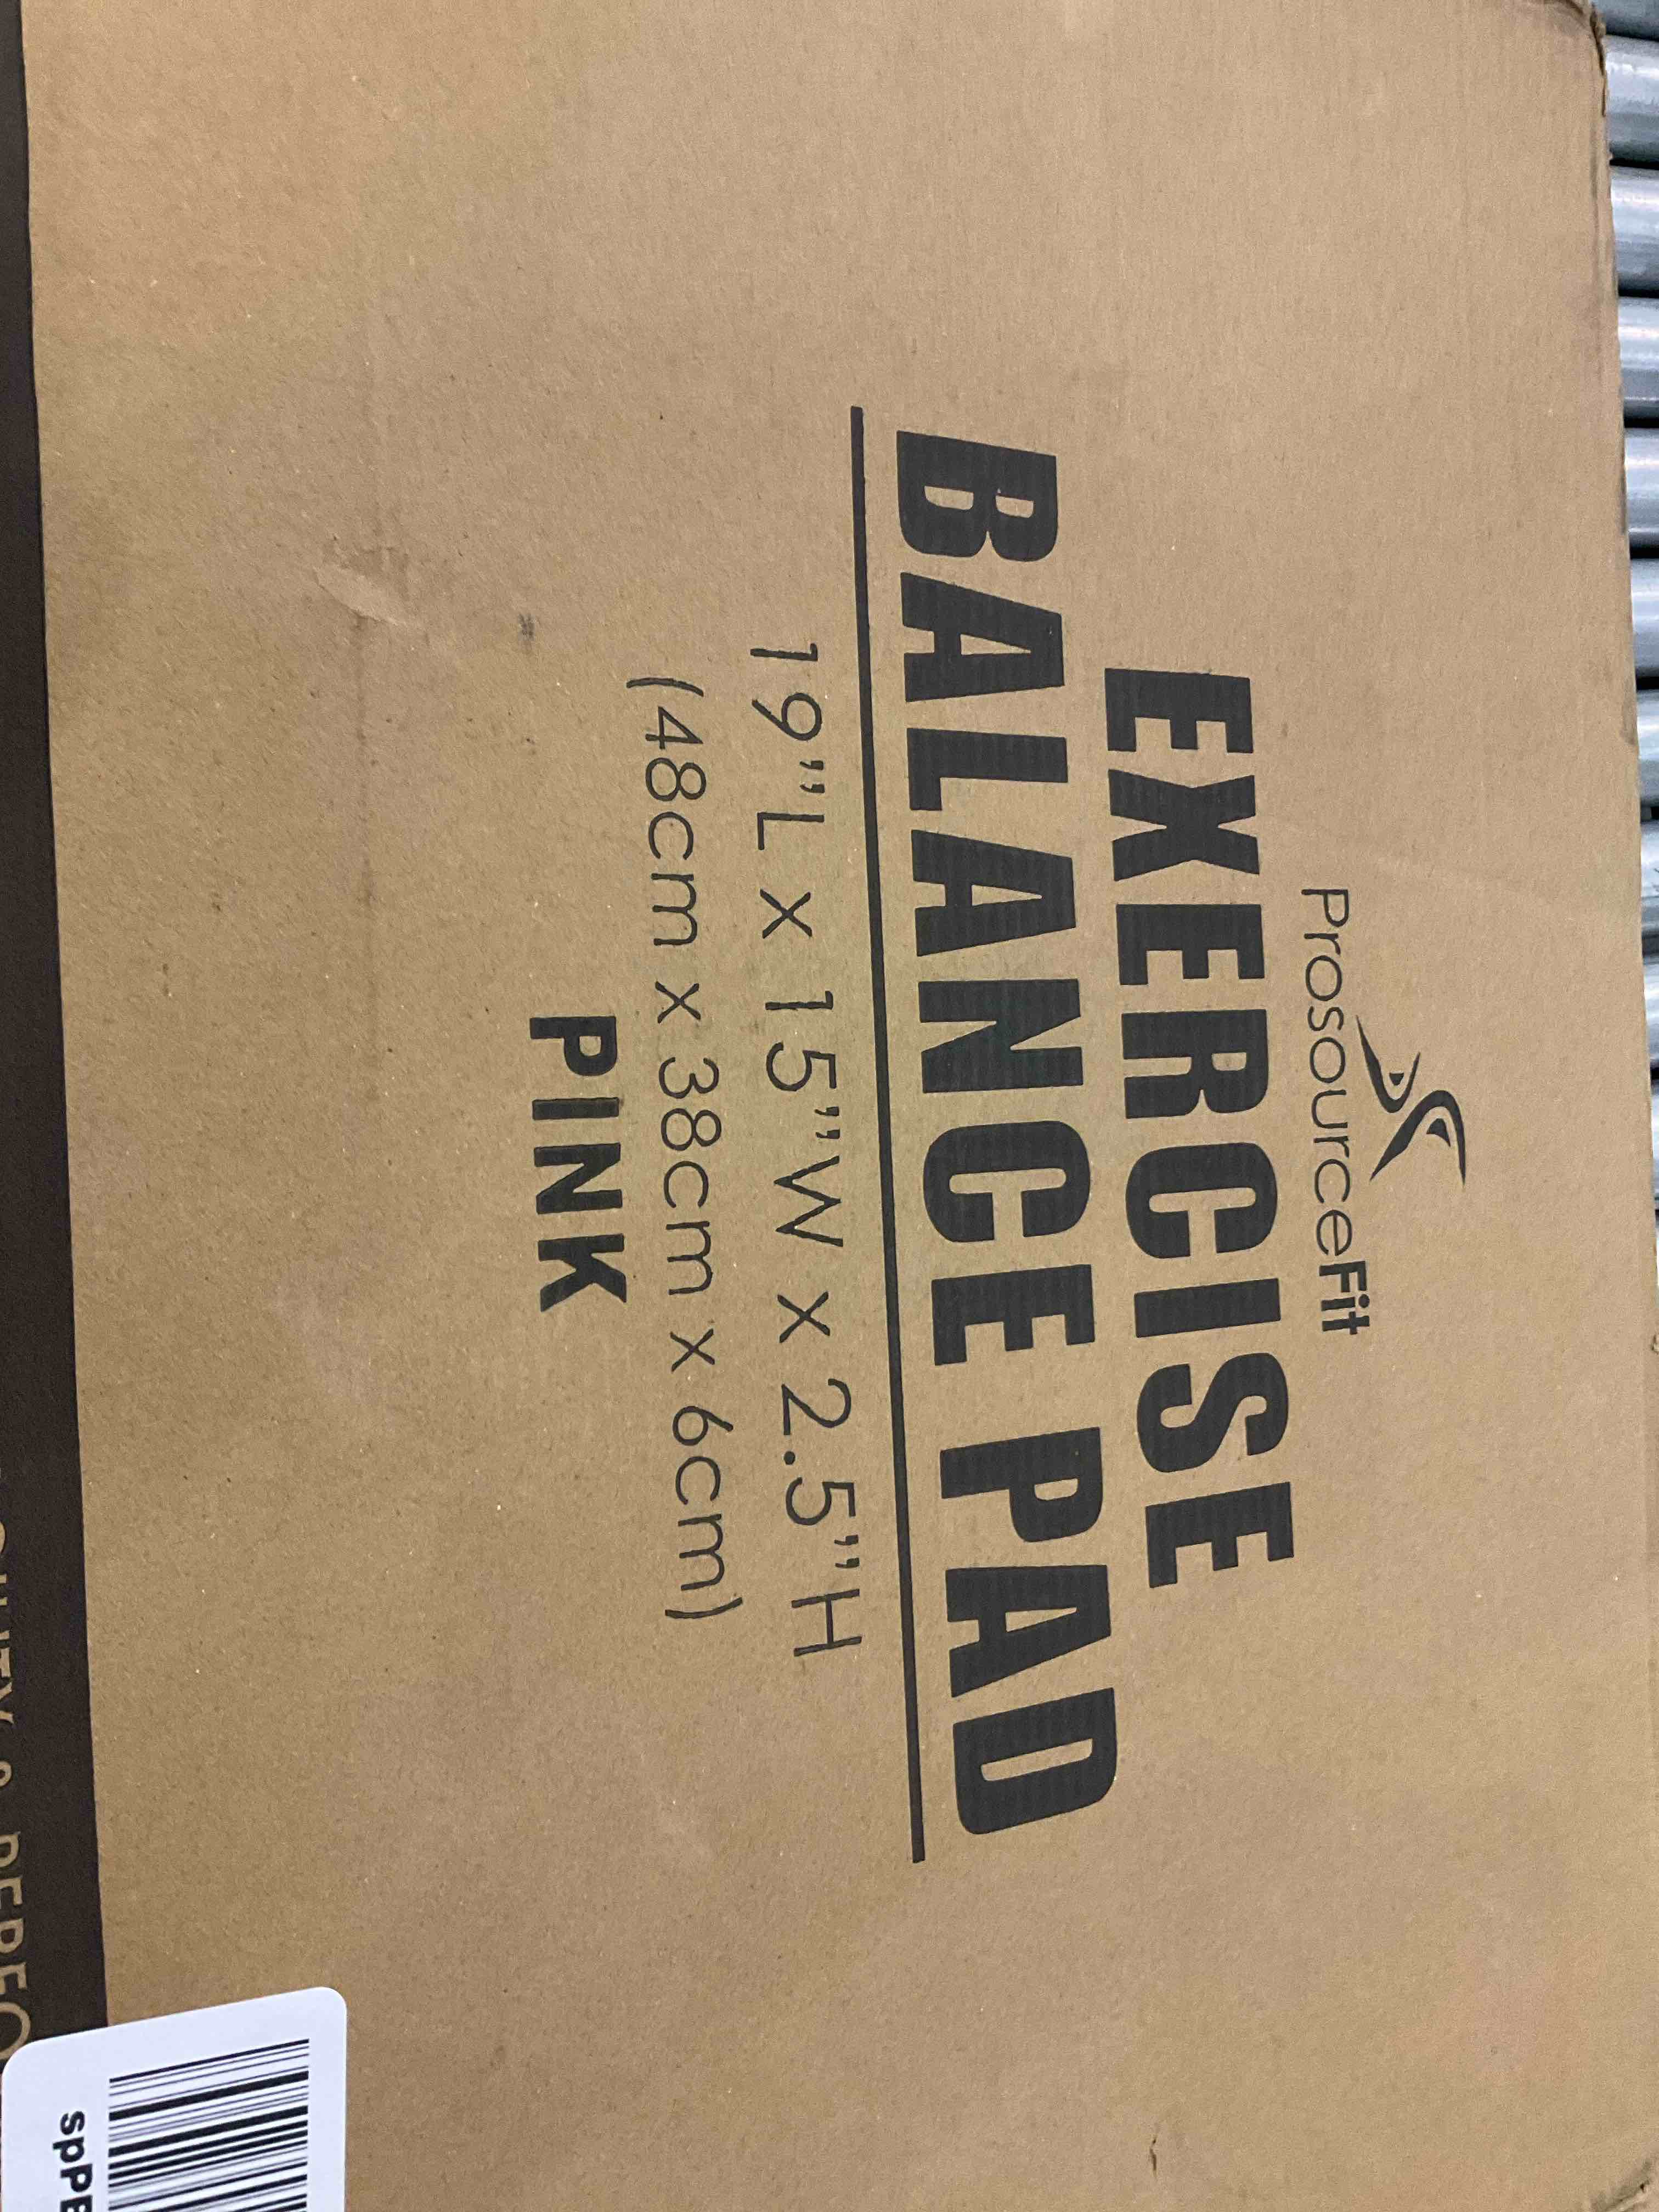 ProsourceFit
EXERCISE
BALANCE PAD
19"L x 15"W x 2.5"H
(48cm x 38cm x 6cm)
PINK